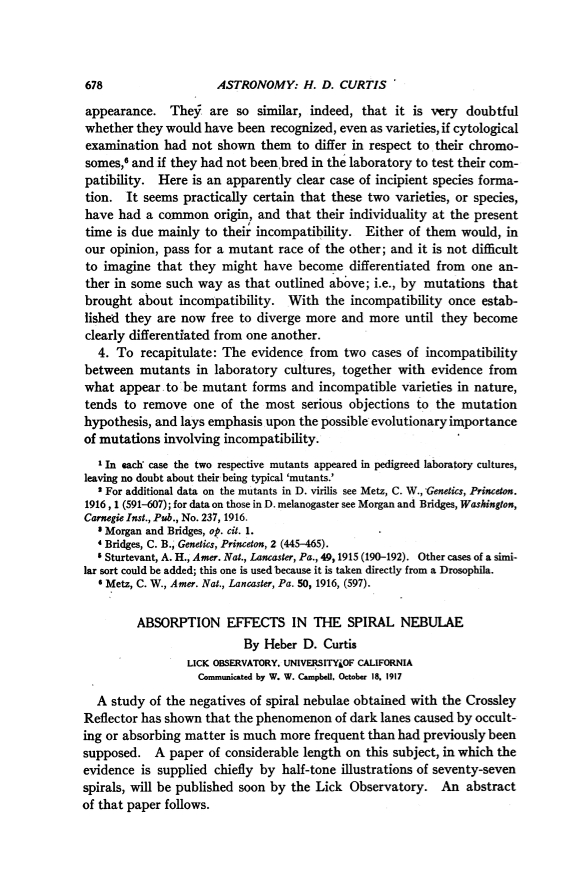 678 ASTRONOMY: H. D. CURTIS
appearance. They are so similar, indeed, that it is very doubtful
whether they would have been recognized, even as varieties, if cytological
examination had not shown them to differ in respect to their chromo-
somes,⁶ and if they had not been bred in the laboratory to test their com-
patibility. Here is an apparently clear case of incipient species forma-
tion. It seems practically certain that these two varieties, or species,
have had a common origin, and that their individuality at the present
time is due mainly to their incompatibility. Either of them would, in
our opinion, pass for a mutant race of the other; and it is not difficult
to imagine that they might have become differentiated from one an-
ther in some such way as that outlined above; i.e., by mutations that
brought about incompatibility. With the incompatibility once estab-
lished they are now free to diverge more and more until they become
clearly differentiated from one another.
4. To recapitulate: The evidence from two cases of incompatibility
between mutants in laboratory cultures, together with evidence from
what appear to be mutant forms and incompatible varieties in nature,
tends to remove one of the most serious objections to the mutation
hypothesis, and lays emphasis upon the possible evolutionary importance
of mutations involving incompatibility.
¹ In each case the two respective mutants appeared in pedigreed laboratory cultures,
leaving no doubt about their being typical 'mutants.'
² For additional data on the mutants in D. virilis see Metz, C. W., Genetics, Princeton.
1916, 1 (591–607); for data on those in D. melanogaster see Morgan and Bridges, Washington,
Carnegie Inst., Pub., No. 237, 1916.
³ Morgan and Bridges, op. cit. 1.
⁴ Bridges, C. B., Genetics, Princeton, 2 (445–465).
⁵ Sturtevant, A. H., Amer. Nat., Lancaster, Pa., 49, 1915 (190–192). Other cases of a simi-
lar sort could be added; this one is used because it is taken directly from a Drosophila.
⁶ Metz, C. W., Amer. Nat., Lancaster, Pa. 50, 1916, (597).
ABSORPTION EFFECTS IN THE SPIRAL NEBULAE
By Heber D. Curtis
LICK OBSERVATORY, UNIVERSITY OF CALIFORNIA
Communicated by W. W. Campbell, October 18, 1917
A study of the negatives of spiral nebulae obtained with the Crossley
Reflector has shown that the phenomenon of dark lanes caused by occult-
ing or absorbing matter is much more frequent than had previously been
supposed. A paper of considerable length on this subject, in which the
evidence is supplied chiefly by half-tone illustrations of seventy-seven
spirals, will be published soon by the Lick Observatory. An abstract
of that paper follows.